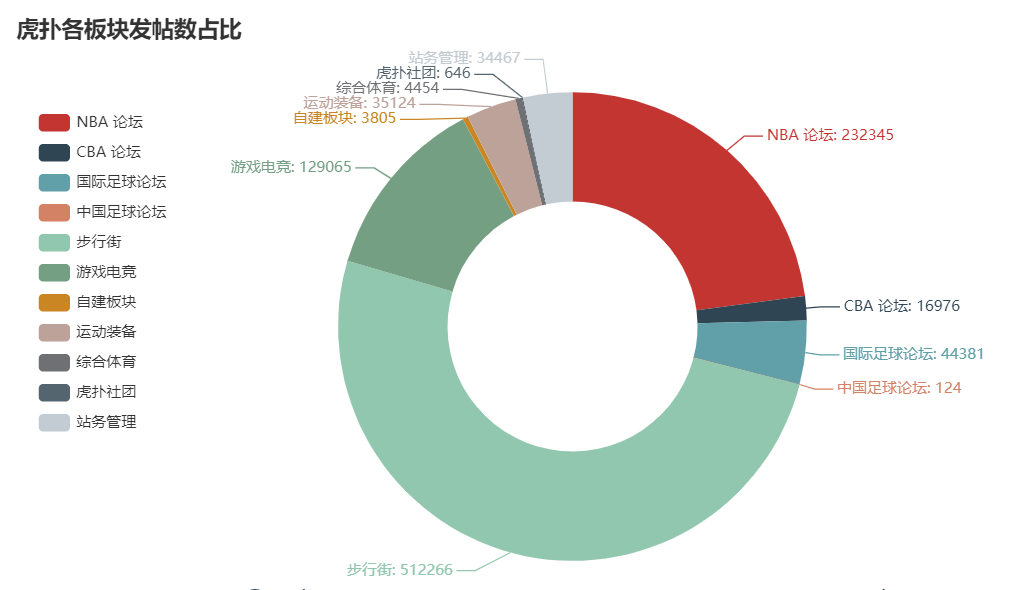 虎扑各板块发帖数占比
NBA 论坛
CBA 论坛
国际足球论坛
中国足球论坛
步行街
游戏电竞
自建板块
运动装备
综合体育
虎扑社团
站务管理
站务管理: 34467
虎扑社团: 646
综合体育: 4454
运动装备: 35124
自建板块: 3805
游戏电竞: 129065
NBA 论坛: 232345
CBA 论坛: 16976
国际足球论坛: 44381
中国足球论坛: 124
步行街: 512266